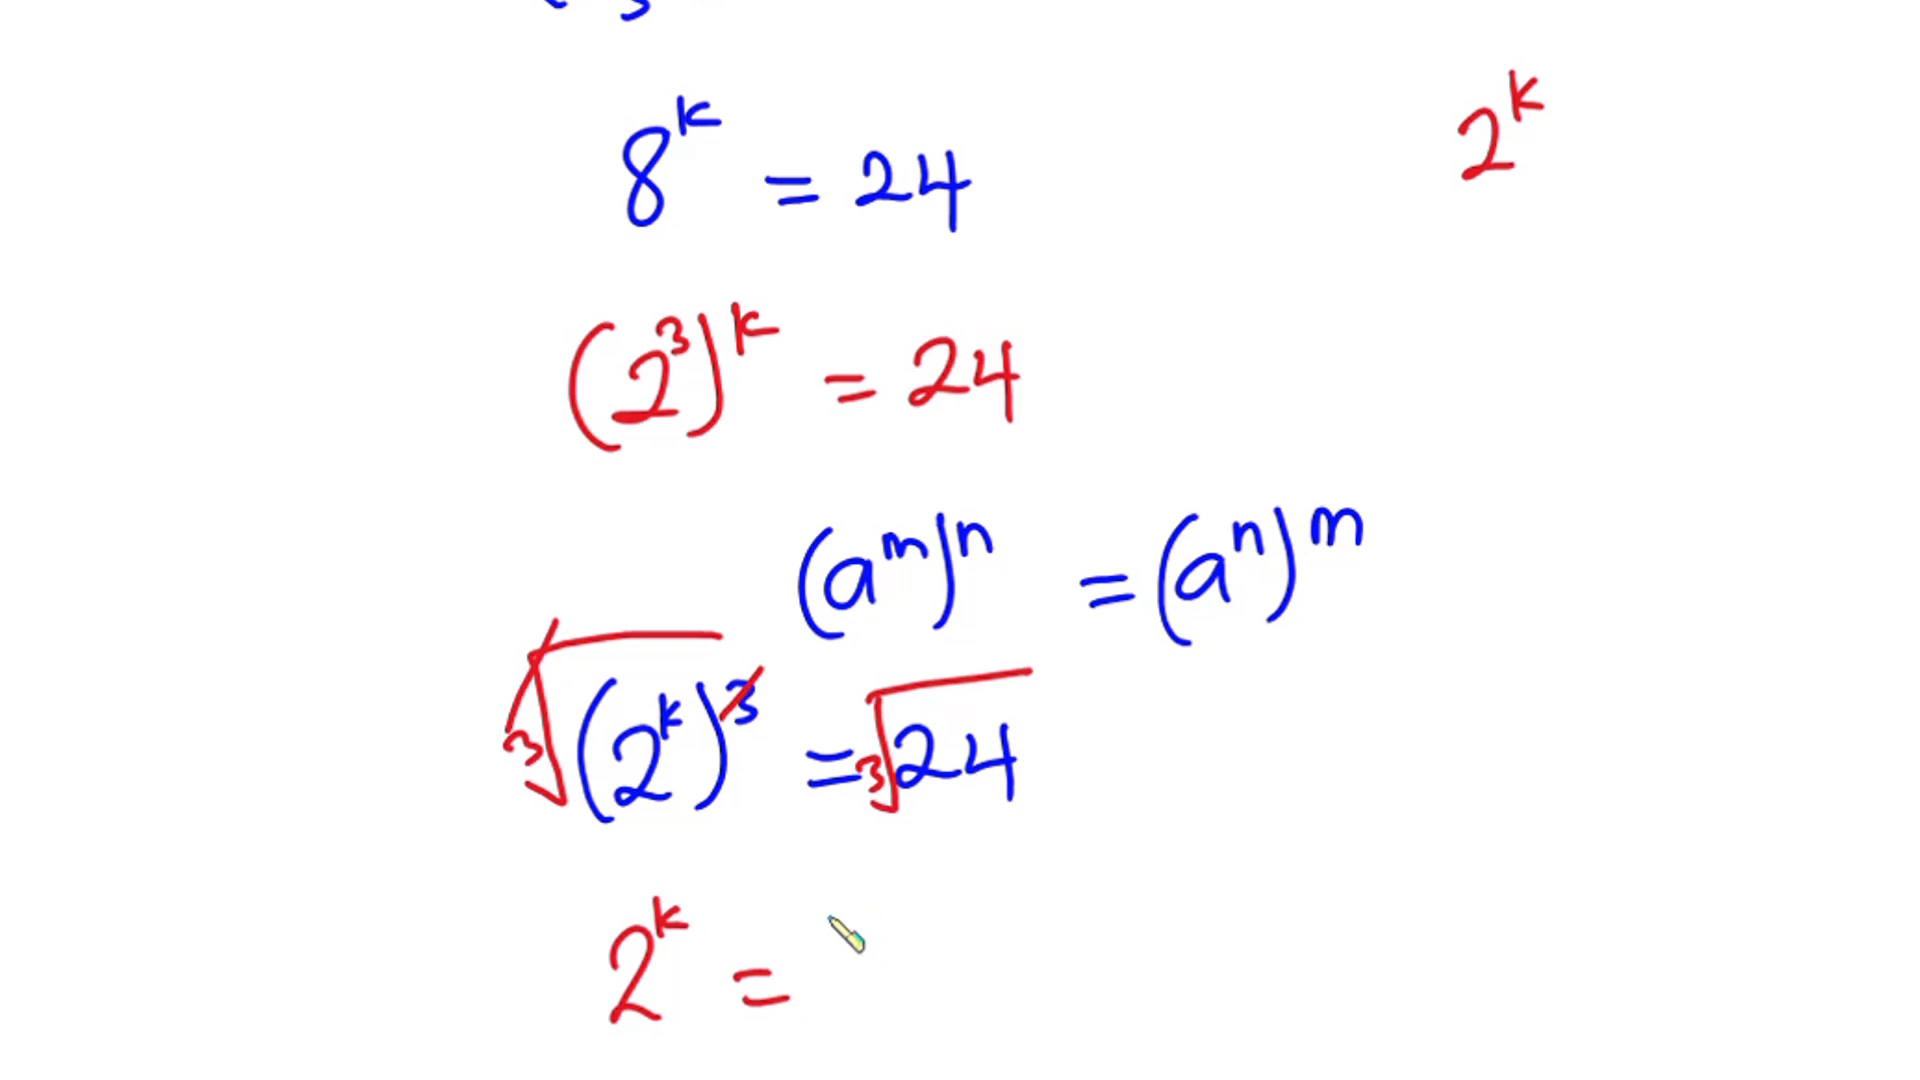 8^k = 24
2^k
(2^3)^k = 24
(a^m)^n = (a^n)^m
∛(2^k)^3 = ∛24
2^k =